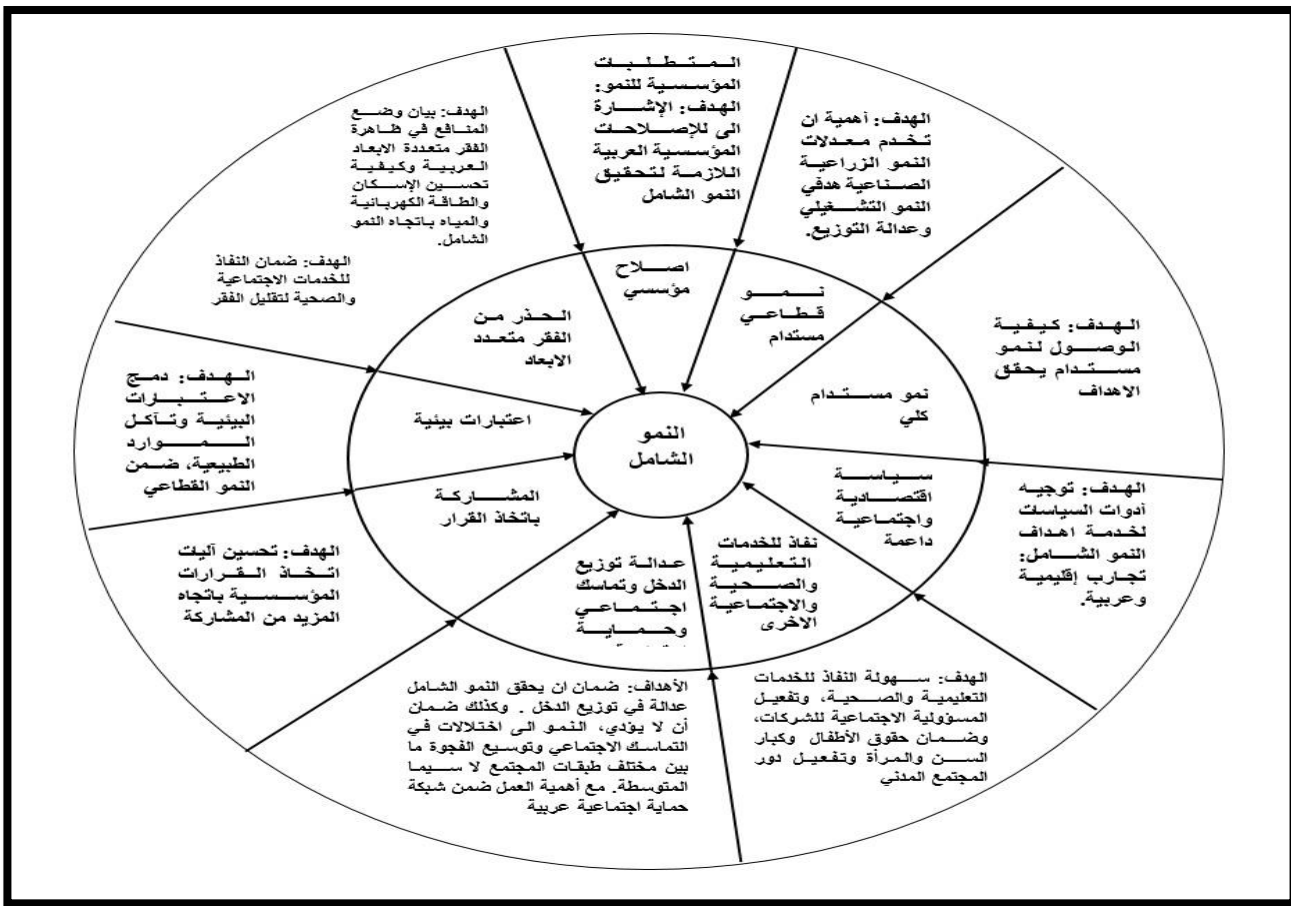 المتطلبات
المؤسسية للنمو:
الهدف: الإشارة
الى للإصلاحات
المؤسسية العربية
اللازمة لتحقيق
النمو الشامل
الهدف: أهمية ان
تخدم معدلات
النمو الزراعية
الصناعية هدفي
النمو التشغيلي
وعدالة التوزيع.
الهدف: كيفية
الوصول لنمو
مستدام يحقق
الاهداف
الهدف: توجيه
أدوات السياسات
لخدمة اهداف
النمو الشامل:
تجارب إقليمية
وعربية.
الهدف: سهولة النفاذ للخدمات
التعليمية والصحية، وتفعيل
المسؤولية الاجتماعية للشركات،
وضمان حقوق الأطفال وكبار
السن والمرأة وتفعيل دور
المجتمع المدني
الأهداف: ضمان ان يحقق النمو الشامل
عدالة في توزيع الدخل . وكذلك ضمان
أن لا يؤدي، النمو الى اختلالات في
التماسك الاجتماعي وتوسيع الفجوة ما
بين مختلف طبقات المجتمع لا سيما
المتوسطة. مع أهمية العمل ضمن شبكة
حماية اجتماعية عربية
الهدف: تحسين آليات
اتخاذ القرارات
المؤسسية باتجاه
المزيد من المشاركة
الهدف: دمج
الاعتبارات
البيئية وتآكل
الموارد
الطبيعية، ضمن
النمو القطاعي
الهدف: ضمان النفاذ
للخدمات الاجتماعية
والصحية لتقليل الفقر
الهدف: بيان وضع
المنافع في ظاهرة
الفقر متعددة الابعاد
العربية وكيفية
تحسين الإسكان
والطاقة الكهربائية
والمياه باتجاه النمو
الشامل.
اصلاح
مؤسسي
نمو
قطاعي
مستدام
نمو مستدام
كلي
سياسة
اقتصادية
واجتماعية
داعمة
نفاذ للخدمات
التعليمية
والصحية
والاجتماعية
الاخرى
عدالة توزيع
الدخل وتماسك
اجتماعي
وحماية
المشاركة
باتخاذ القرار
اعتبارات بيئية
الحذر من
الفقر متعدد
الابعاد
النمو
الشامل